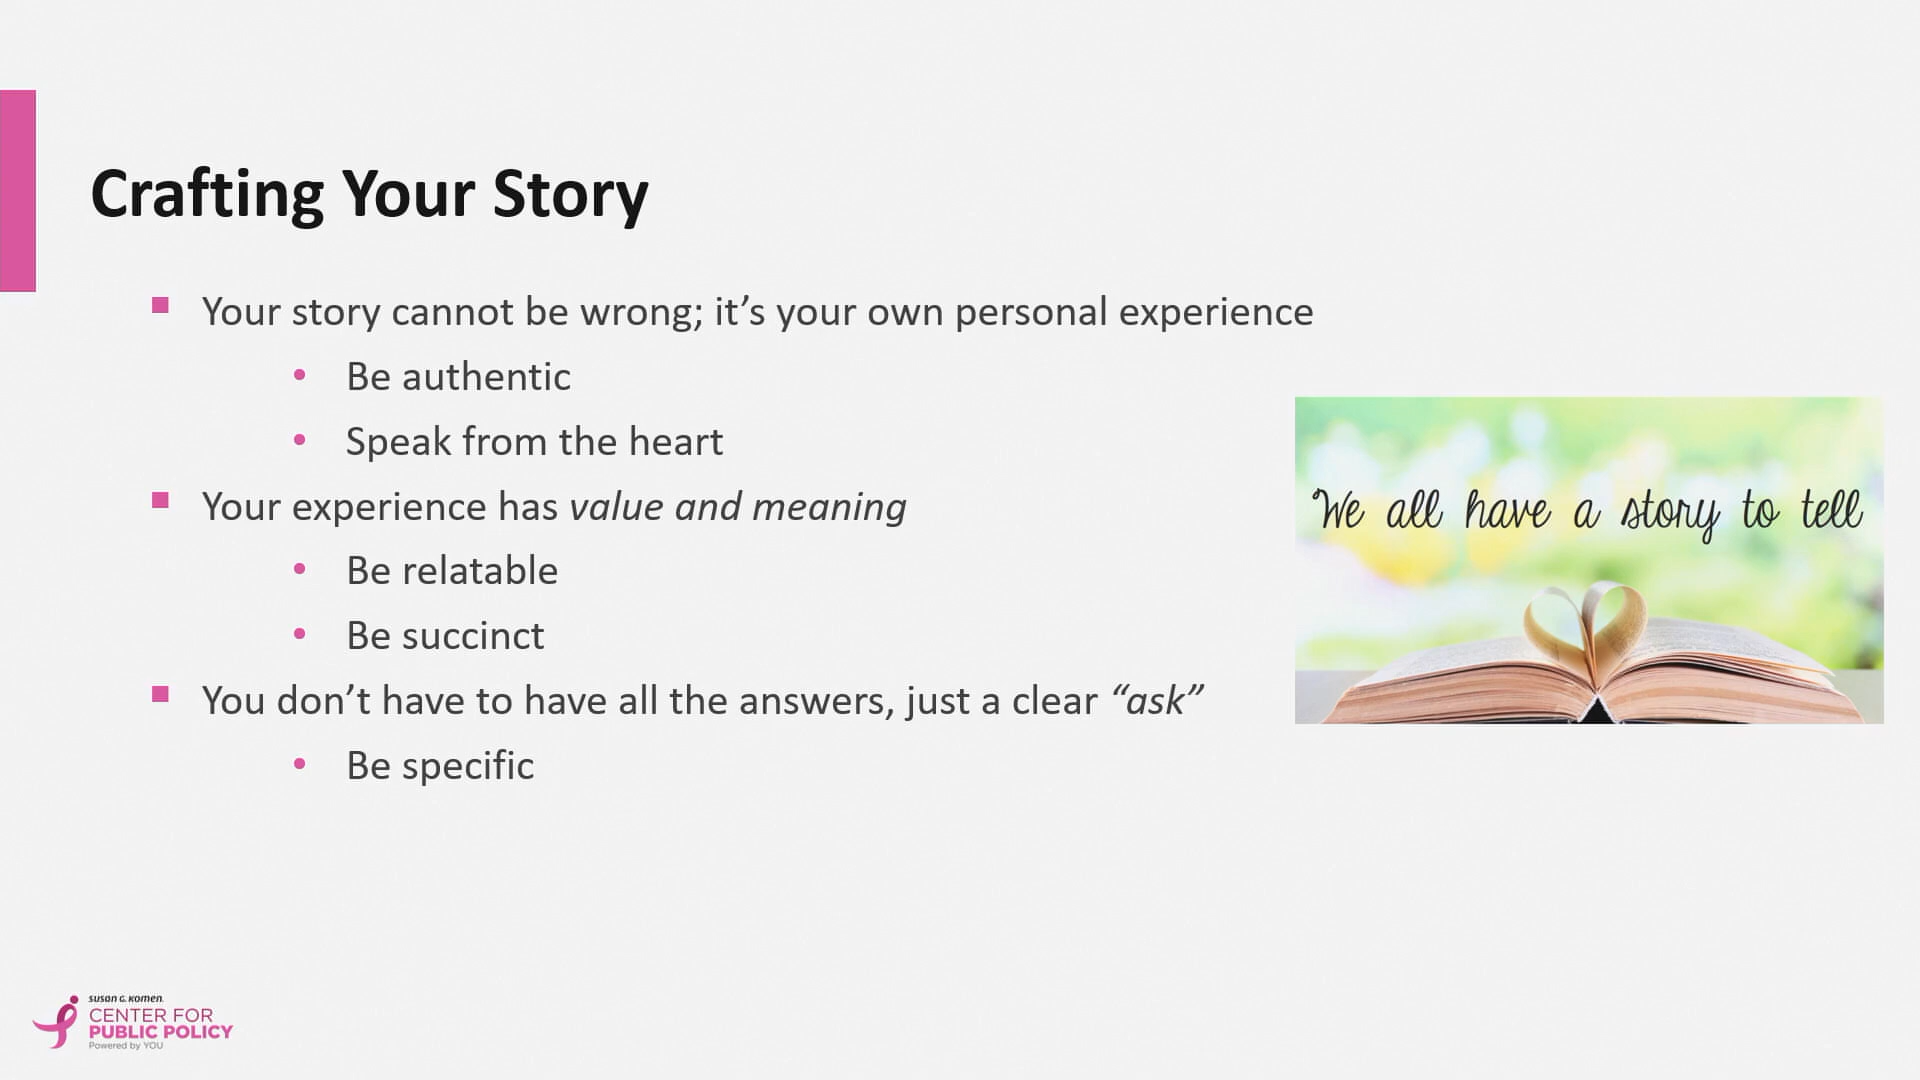 Crafting Your Story
Your story cannot be wrong; it’s your own personal experience
Be authentic
Speak from the heart
Your experience has value and meaning
Be relatable
Be succinct
You don’t have to have all the answers, just a clear “ask”
Be specific
We all have a story to tell
susan G. Komen.
CENTER FOR
PUBLIC POLICY
Powered by YOU